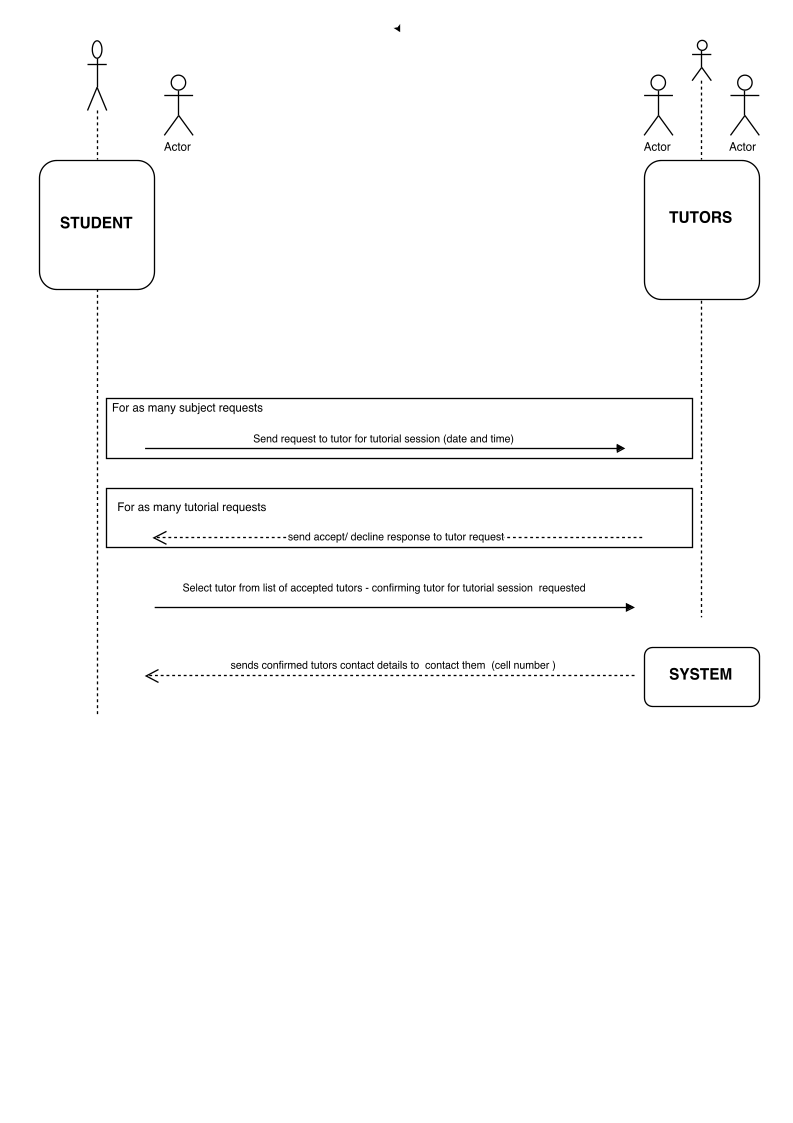 Actor
Actor
Actor
STUDENT
TUTORS
For as many subject requests
Send request to tutor for tutorial session (date and time)
For as many tutorial requests
send accept/ decline response to tutor request
Select tutor from list of accepted tutors - confirming tutor for tutorial session  requested
sends confirmed tutors contact details to  contact them  (cell number )
SYSTEM